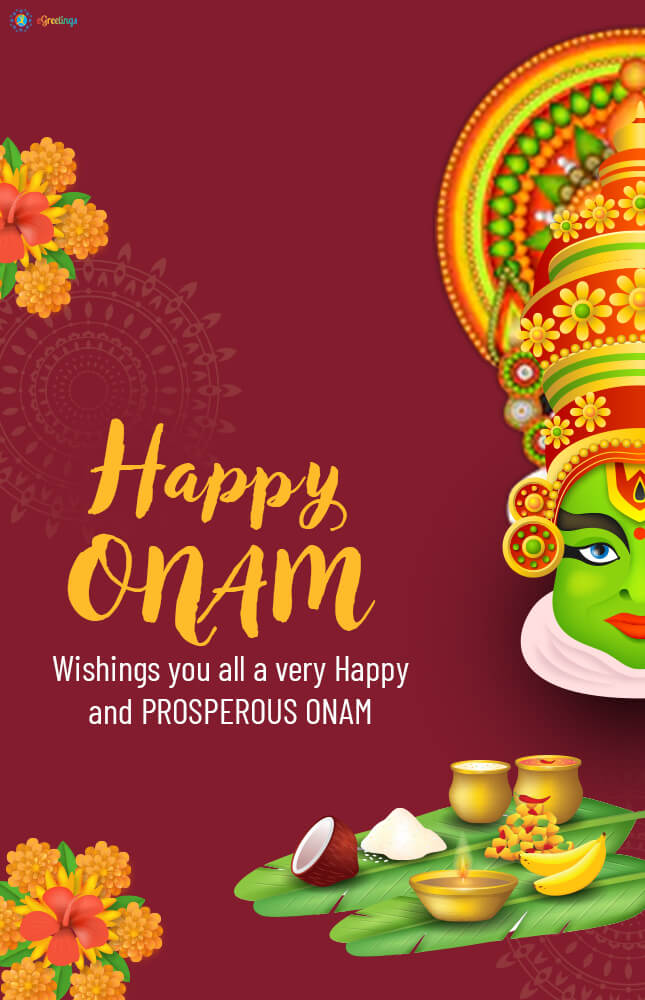 eGreetings
Happy
ONAM
Wishings you all a very Happy
and PROSPEROUS ONAM